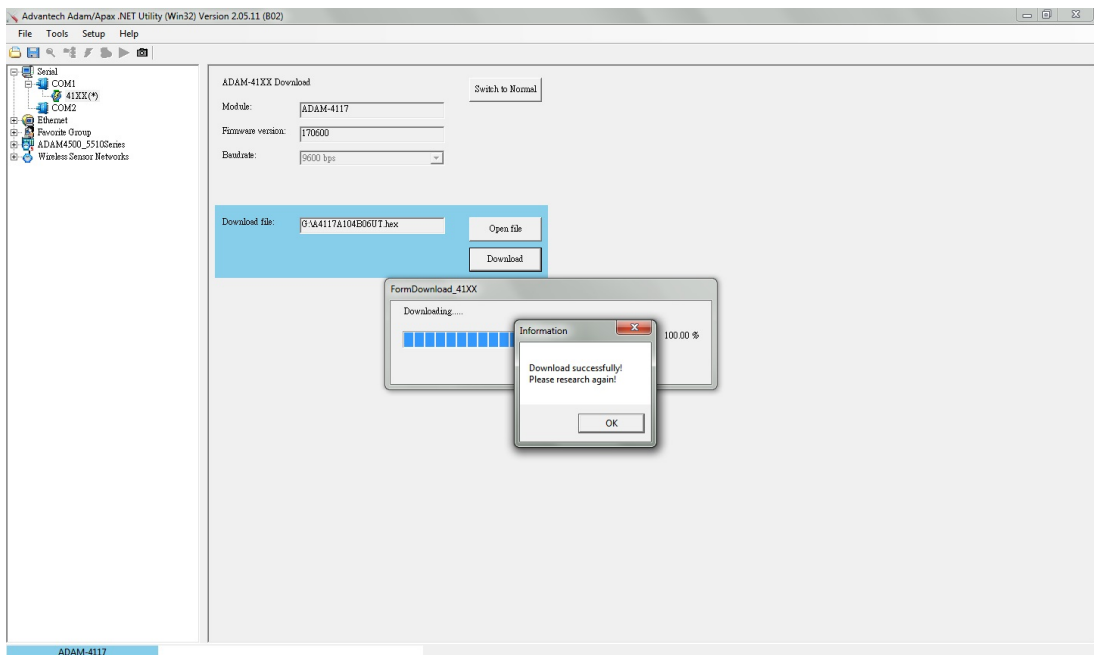 Advantech Adam/Apax .NET Utility (Win32) Version 2.05.11 (B02)
File Tools Setup Help
Serial
COM1
41XX(*)
COM2
Ethernet
Favorite Group
ADAM4500_5510Series
Wireless Sensor Networks
ADAM-41XX Download
Switch to Normal
Module:
ADAM-4117
Firmware version:
170600
Baudrate:
9600 bps
Download file:
G:\A4117A104B06UT.hex
Open file
Download
FormDownload_41XX
Downloading.....
100.00 %
Information
Download successfully!
Please research again!
OK
ADAM-4117